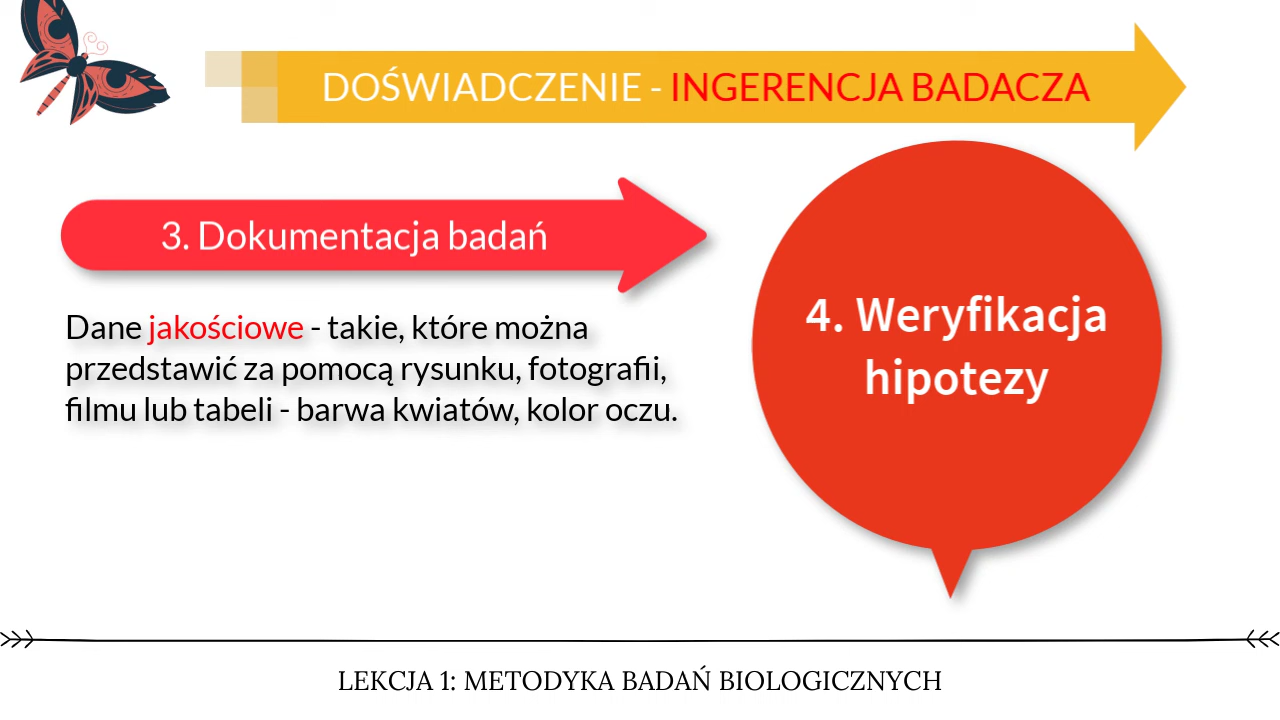 DOŚWIADCZENIE - INGERENCJA BADACZA
3. Dokumentacja badań
Dane jakościowe - takie, które można
przedstawić za pomocą rysunku, fotografii,
filmu lub tabeli - barwa kwiatów, kolor oczu.
4. Weryfikacja
hipotezy
LEKCJA 1: METODYKA BADAŃ BIOLOGICZNYCH